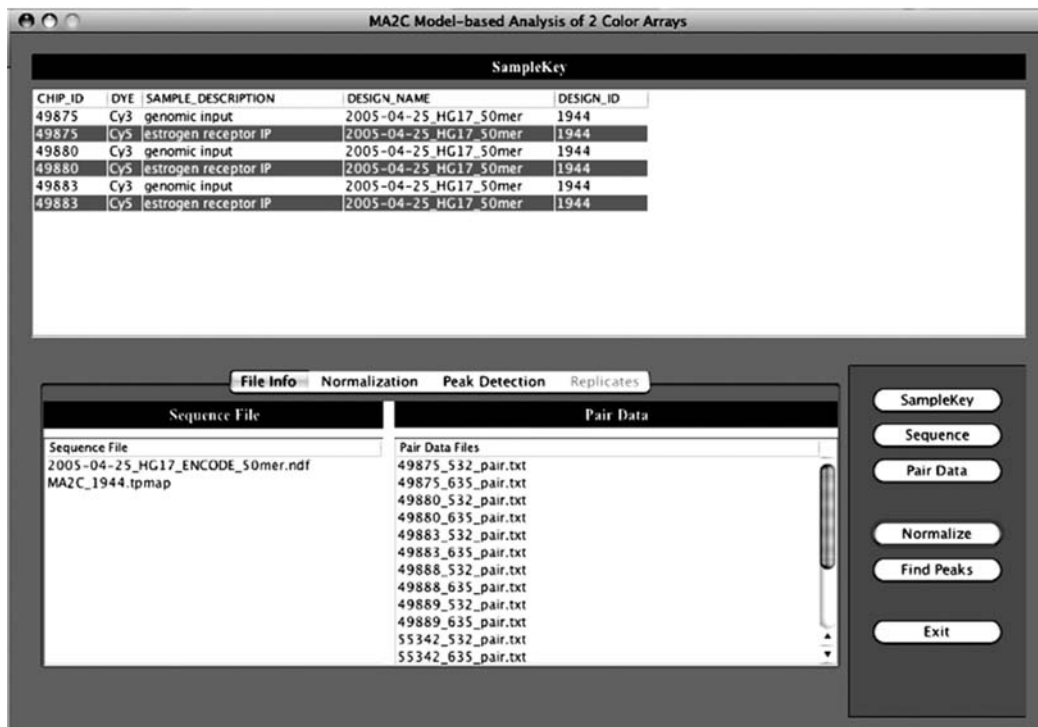 MA2C Model-based Analysis of 2 Color Arrays
SampleKey
CHIP_ID DYE SAMPLE_DESCRIPTION DESIGN_NAME DESIGN_ID
49875 Cy3 genomic input 2005-04-25_HG17_50mer 1944
49875 Cy5 estrogen receptor IP 2005-04-25_HG17_50mer 1944
49880 Cy3 genomic input 2005-04-25_HG17_50mer 1944
49880 Cy5 estrogen receptor IP 2005-04-25_HG17_50mer 1944
49883 Cy3 genomic input 2005-04-25_HG17_50mer 1944
49883 Cy5 estrogen receptor IP 2005-04-25_HG17_50mer 1944
File Info Normalization Peak Detection Replicates
Sequence File
Sequence File
2005-04-25_HG17_ENCODE_50mer.ndf
MA2C_1944.tpmap
Pair Data
Pair Data Files
49875_532_pair.txt
49875_635_pair.txt
49880_532_pair.txt
49880_635_pair.txt
49883_532_pair.txt
49883_635_pair.txt
49888_532_pair.txt
49888_635_pair.txt
49889_532_pair.txt
49889_635_pair.txt
55342_532_pair.txt
55342_635_pair.txt
SampleKey
Sequence
Pair Data
Normalize
Find Peaks
Exit